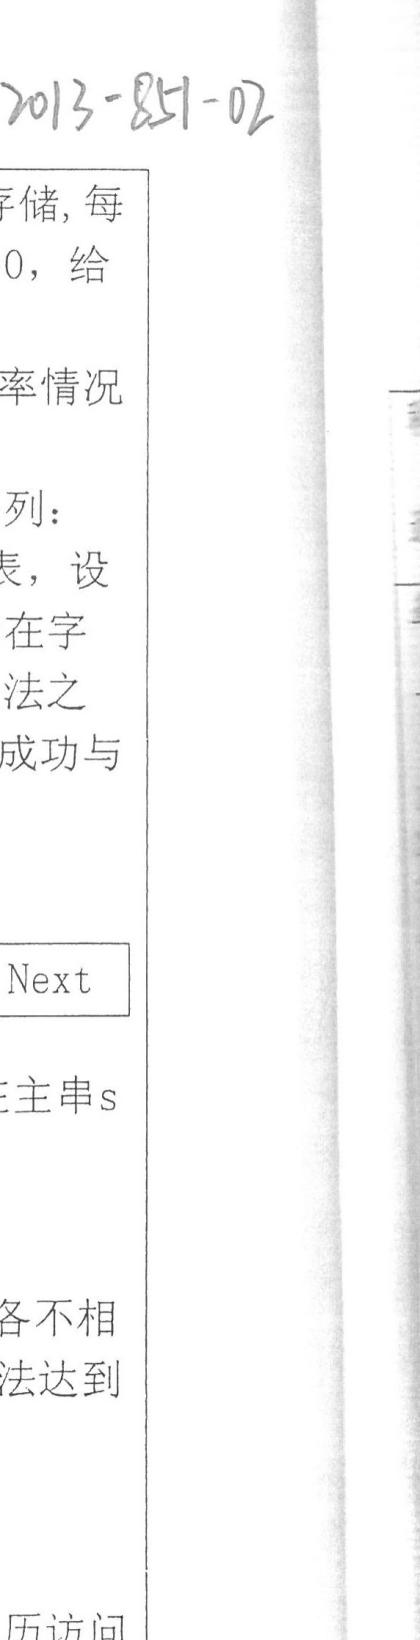 2013-851-02
存储,每
0，给
率情况
列：
表，设
在字
法之
成功与
Next
主串s
各不相
法达到
历访问